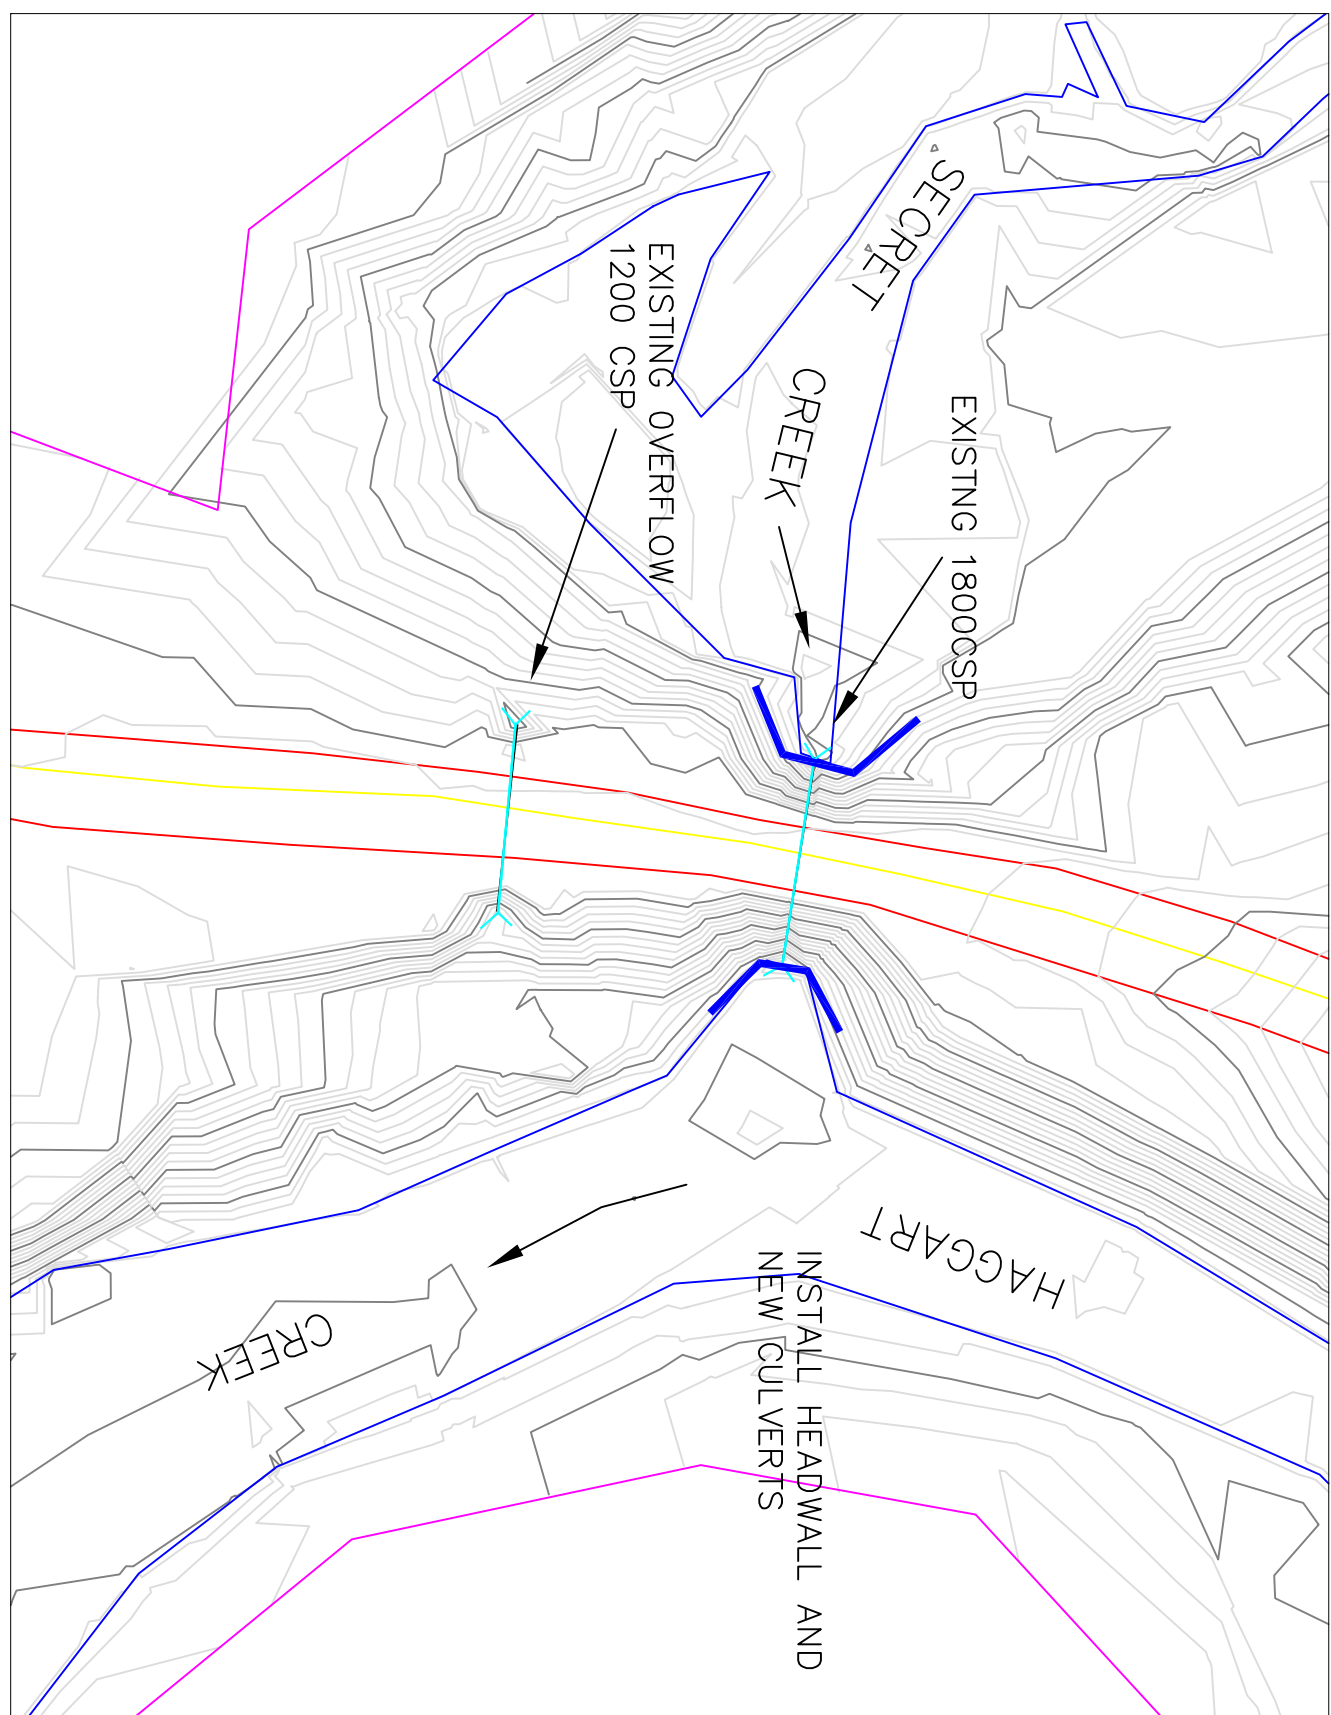 SECRET
CREEK
EXISTNG 1800CSP
EXISTING OVERFLOW
1200 CSP
HAGGART
CREEK
INSTALL HEADWALL AND
NEW CULVERTS